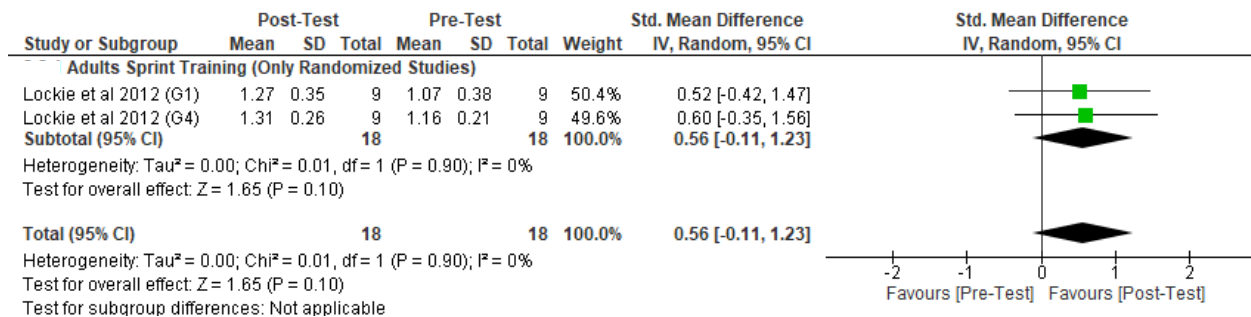 Post-Test Pre-Test Std. Mean Difference Std. Mean Difference
Study or Subgroup Mean SD Total Mean SD Total Weight IV, Random, 95% CI IV, Random, 95% CI
Adults Sprint Training (Only Randomized Studies)
Lockie et al 2012 (G1) 1.27 0.35 9 1.07 0.38 9 50.4% 0.52 [-0.42, 1.47]
Lockie et al 2012 (G4) 1.31 0.26 9 1.16 0.21 9 49.6% 0.60 [-0.35, 1.56]
Subtotal (95% CI) 18 18 100.0% 0.56 [-0.11, 1.23]
Heterogeneity: Tau² = 0.00; Chi² = 0.01, df = 1 (P = 0.90); I² = 0%
Test for overall effect: Z = 1.65 (P = 0.10)
Total (95% CI) 18 18 100.0% 0.56 [-0.11, 1.23]
Heterogeneity: Tau² = 0.00; Chi² = 0.01, df = 1 (P = 0.90); I² = 0%
Test for overall effect: Z = 1.65 (P = 0.10)
Test for subgroup differences: Not applicable
-2 -1 0 1 2
Favours [Pre-Test] Favours [Post-Test]